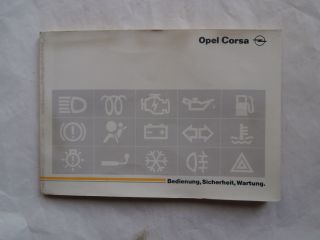 Opel Corsa
Bedienung, Sicherheit, Wartung.